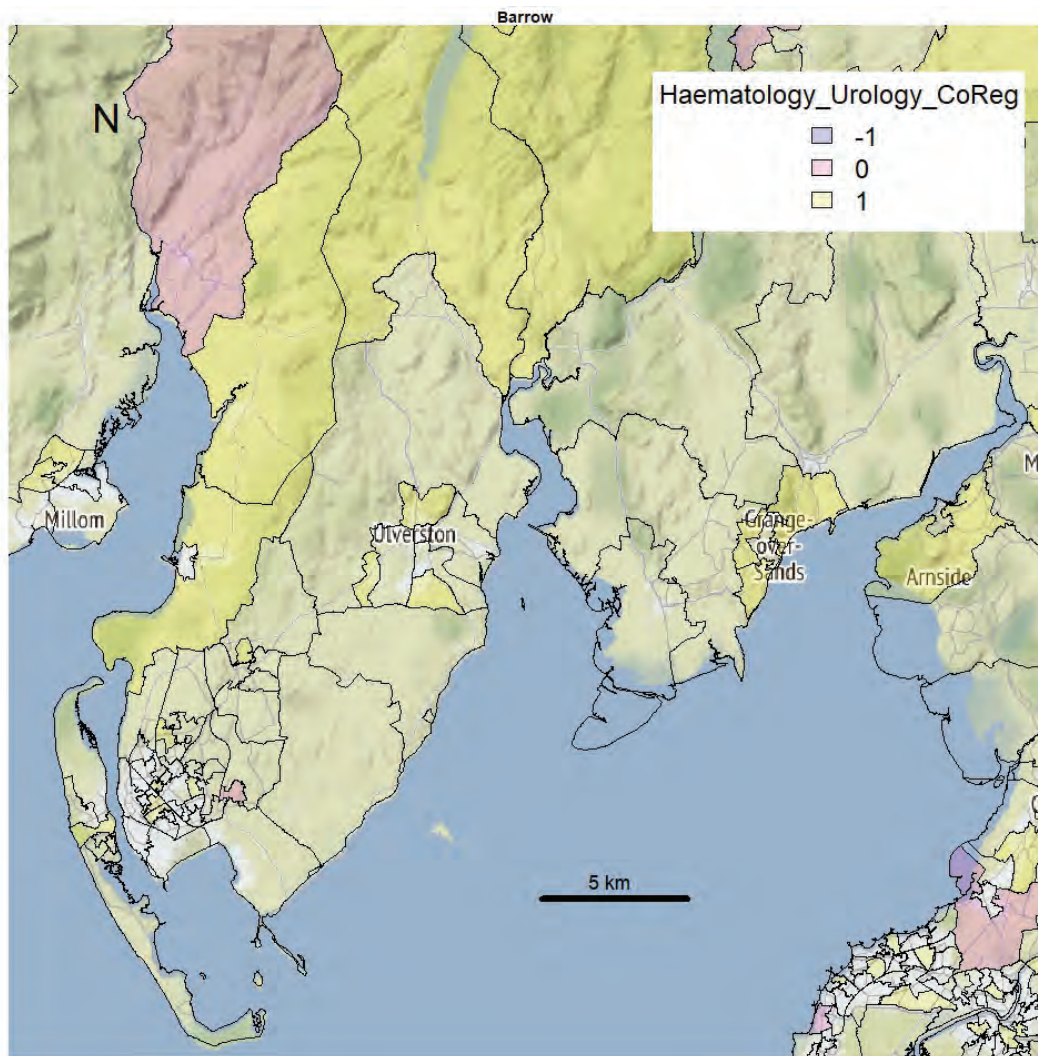 Barrow
N
Haematology_Urology_CoReg
-1
0
1
Millom
Ulverston
Grange-
over-
Sands
Arnside
M
C
5 km